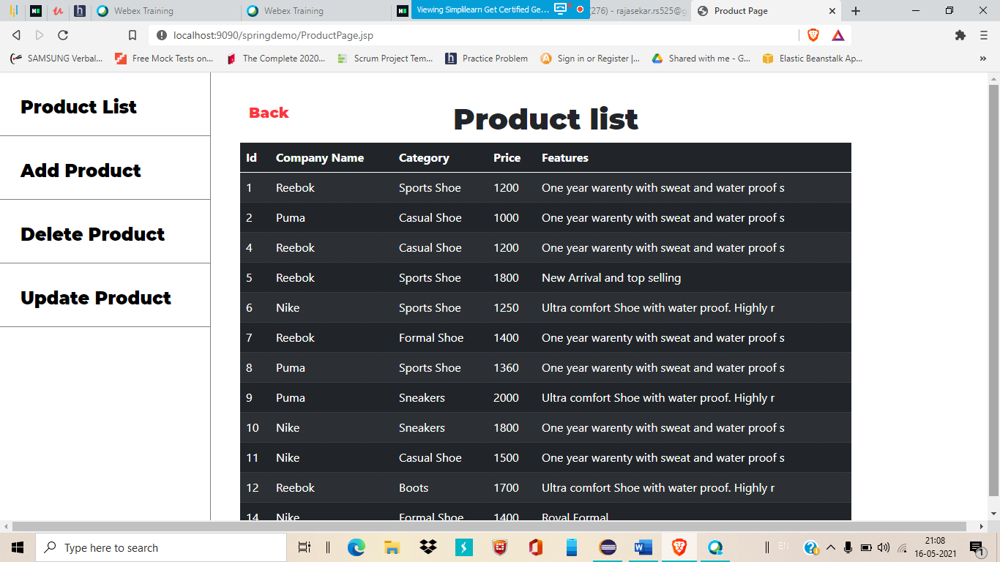 Webex Training
Webex Training
Viewing Simplilearn Get Certified Ge...
(276) - rajasekar.rs525@g
Product Page
localhost:9090/springdemo/ProductPage.jsp
SAMSUNG Verbal...
Free Mock Tests on...
The Complete 2020...
Scrum Project Tem...
Practice Problem
Sign in or Register |...
Shared with me - G...
Elastic Beanstalk Ap...
»
Product List
Add Product
Delete Product
Update Product
Back
Product list
Id Company Name Category Price Features
1 Reebok Sports Shoe 1200 One year warenty with sweat and water proof s
2 Puma Casual Shoe 1000 One year warenty with sweat and water proof s
4 Reebok Casual Shoe 1200 One year warenty with sweat and water proof s
5 Reebok Sports Shoe 1800 New Arrival and top selling
6 Nike Sports Shoe 1250 Ultra comfort Shoe with water proof. Highly r
7 Reebok Formal Shoe 1400 One year warenty with sweat and water proof s
8 Puma Sports Shoe 1360 One year warenty with sweat and water proof s
9 Puma Sneakers 2000 Ultra comfort Shoe with water proof. Highly r
10 Nike Sneakers 1800 One year warenty with sweat and water proof s
11 Nike Casual Shoe 1500 One year warenty with sweat and water proof s
12 Reebok Boots 1700 Ultra comfort Shoe with water proof. Highly r
14 Nike Formal Shoe 1400 Royal Formal
Type here to search
EN
21:08
16-05-2021
1